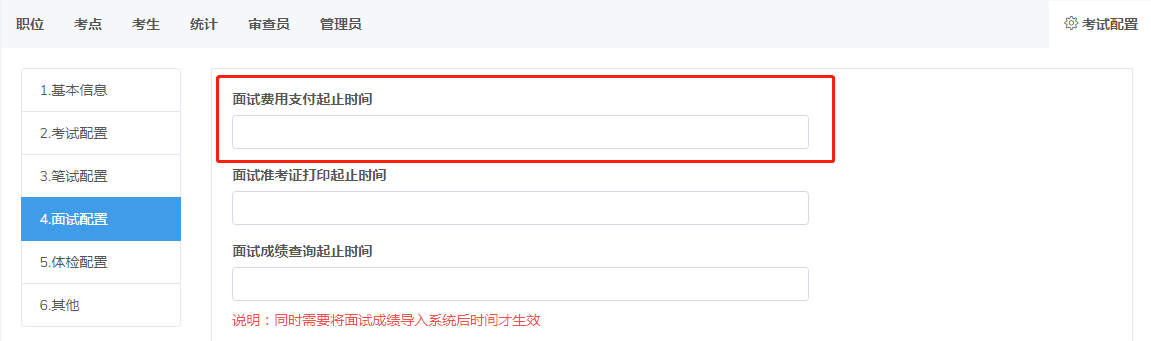 职位 考点 考生 统计 审查员 管理员 考试配置
1.基本信息
2.考试配置
3.笔试配置
4.面试配置
5.体检配置
6.其他
面试费用支付起止时间
面试准考证打印起止时间
面试成绩查询起止时间
说明：同时需要将面试成绩导入系统后时间才生效